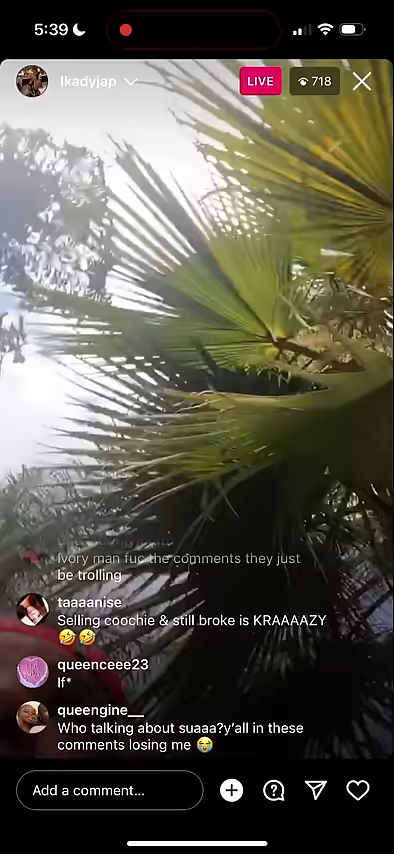 5:39
lkadyjap
LIVE
718
Ivory man fuc the comments they just
be trolling
taaaanise
Selling coochie & still broke is KRAAAAZY
🤣🤣
queenceee23
If*
queengine__
Who talking about suaaa?y'all in these
comments losing me 😭
Add a comment...